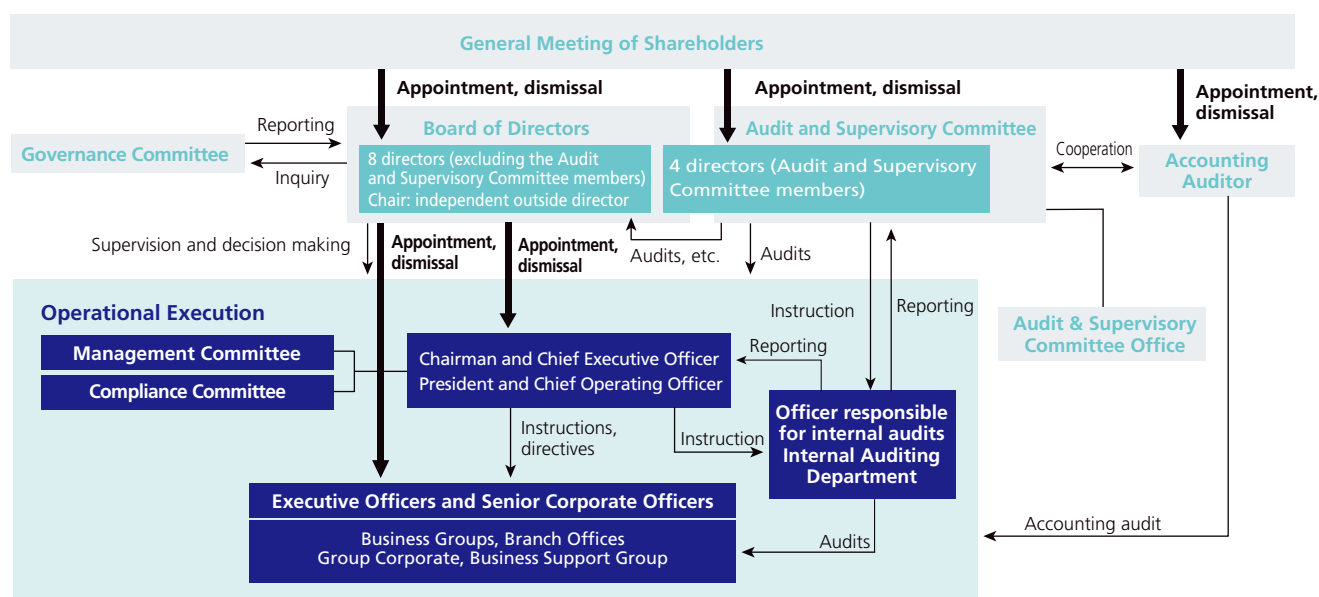 General Meeting of Shareholders
Appointment, dismissal
Appointment, dismissal
Appointment,
dismissal
Reporting
Governance Committee
Inquiry
Board of Directors
8 directors (excluding the Audit
and Supervisory Committee members)
Chair: independent outside director
Audit and Supervisory Committee
4 directors (Audit and Supervisory
Committee members)
Cooperation
Accounting
Auditor
Supervision and decision making
Appointment,
dismissal
Appointment,
dismissal
Audits, etc.
Audits
Instruction
Reporting
Audit & Supervisory
Committee Office
Operational Execution
Management Committee
Compliance Committee
Chairman and Chief Executive Officer
President and Chief Operating Officer
Reporting
Instructions,
directives
Instruction
Officer responsible
for internal audits
Internal Auditing
Department
Executive Officers and Senior Corporate Officers
Business Groups, Branch Offices
Group Corporate, Business Support Group
Audits
Accounting audit